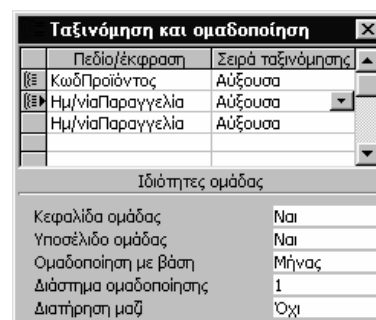 Ταξινόμηση και ομαδοποίηση
Πεδίο/έκφραση Σειρά ταξινόμησης
ΚωδΠροϊόντος Αύξουσα
Ημ/νίαΠαραγγελία Αύξουσα
Ημ/νίαΠαραγγελία Αύξουσα
Ιδιότητες ομάδας
Κεφαλίδα ομάδας Ναι
Υποσέλιδο ομάδας Ναι
Ομαδοποίηση με βάση Μήνας
Διάστημα ομαδοποίησης 1
Διατήρηση μαζί Όχι